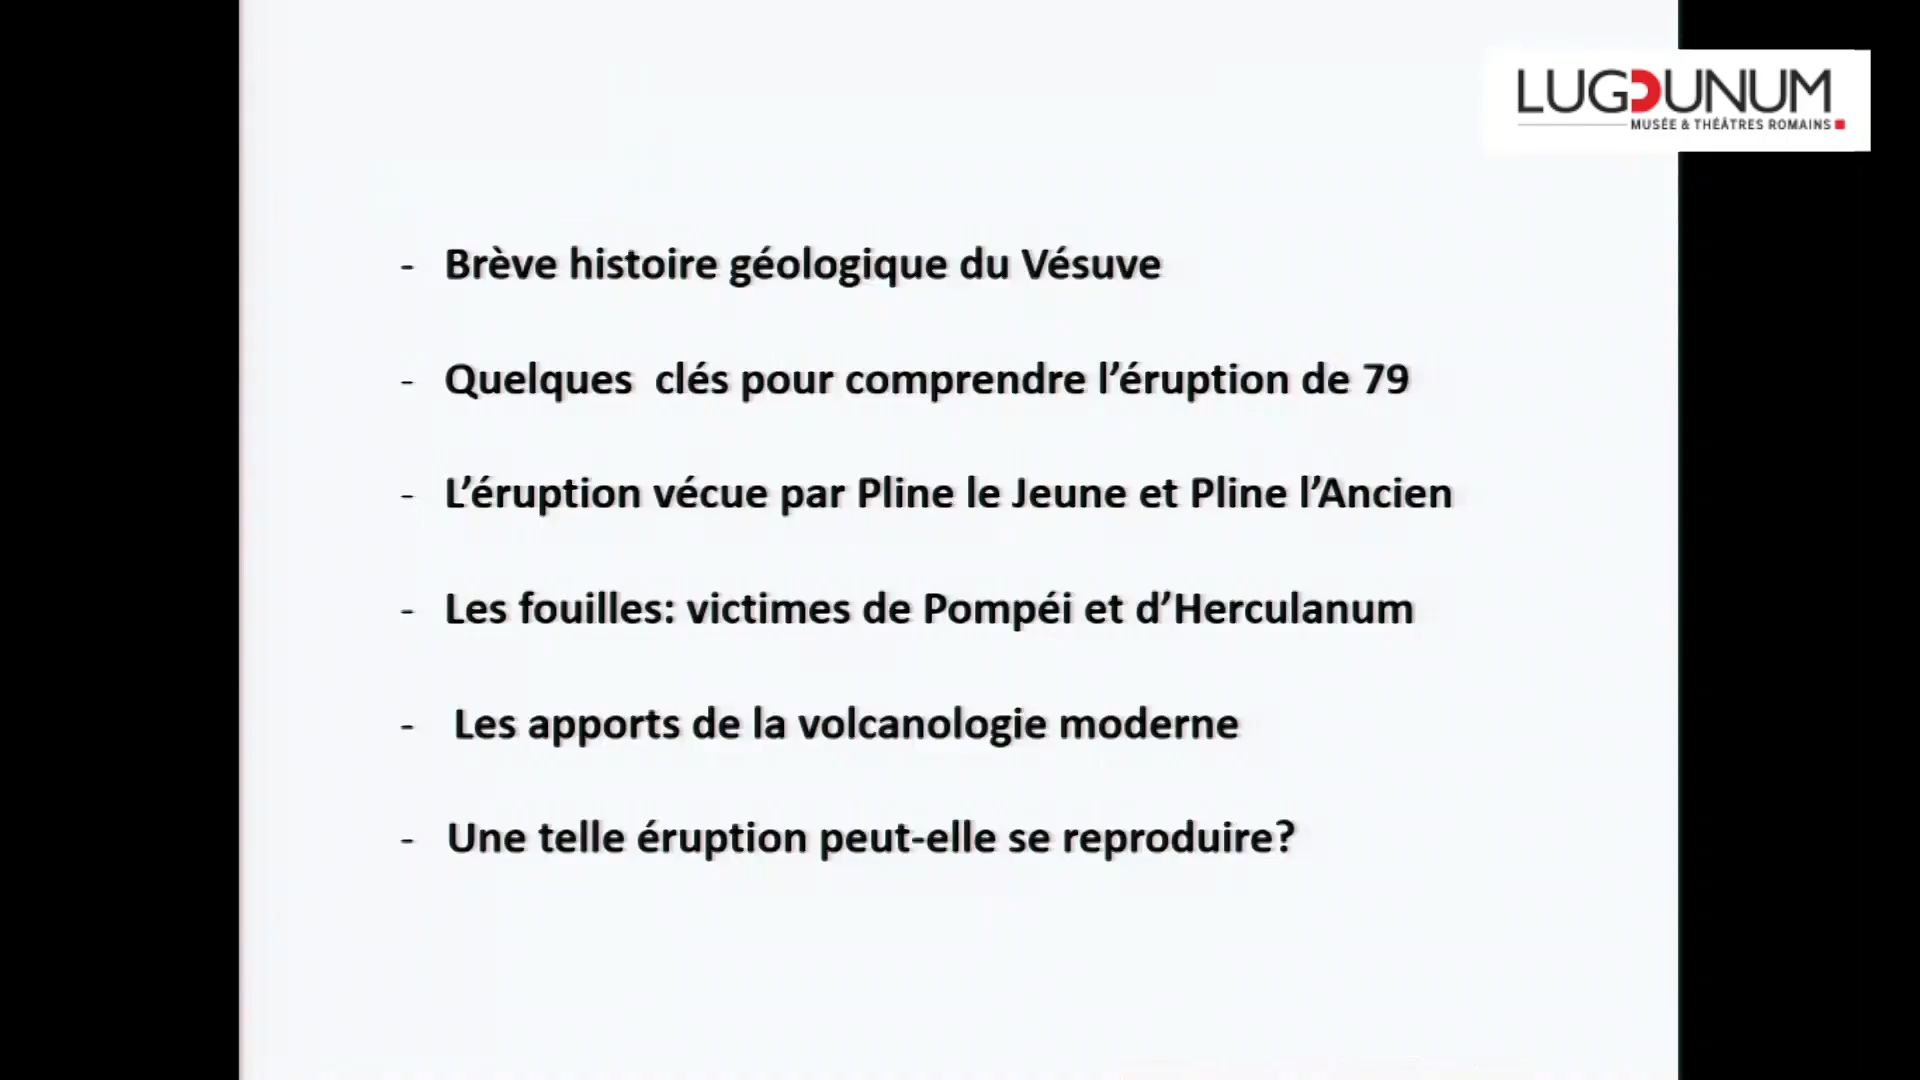 LUGDUNUM
MUSÉE & THÉÂTRES ROMAINS
- Brève histoire géologique du Vésuve
- Quelques  clés pour comprendre l’éruption de 79
- L’éruption vécue par Pline le Jeune et Pline l’Ancien
- Les fouilles: victimes de Pompéi et d’Herculanum
- Les apports de la volcanologie moderne
- Une telle éruption peut-elle se reproduire?